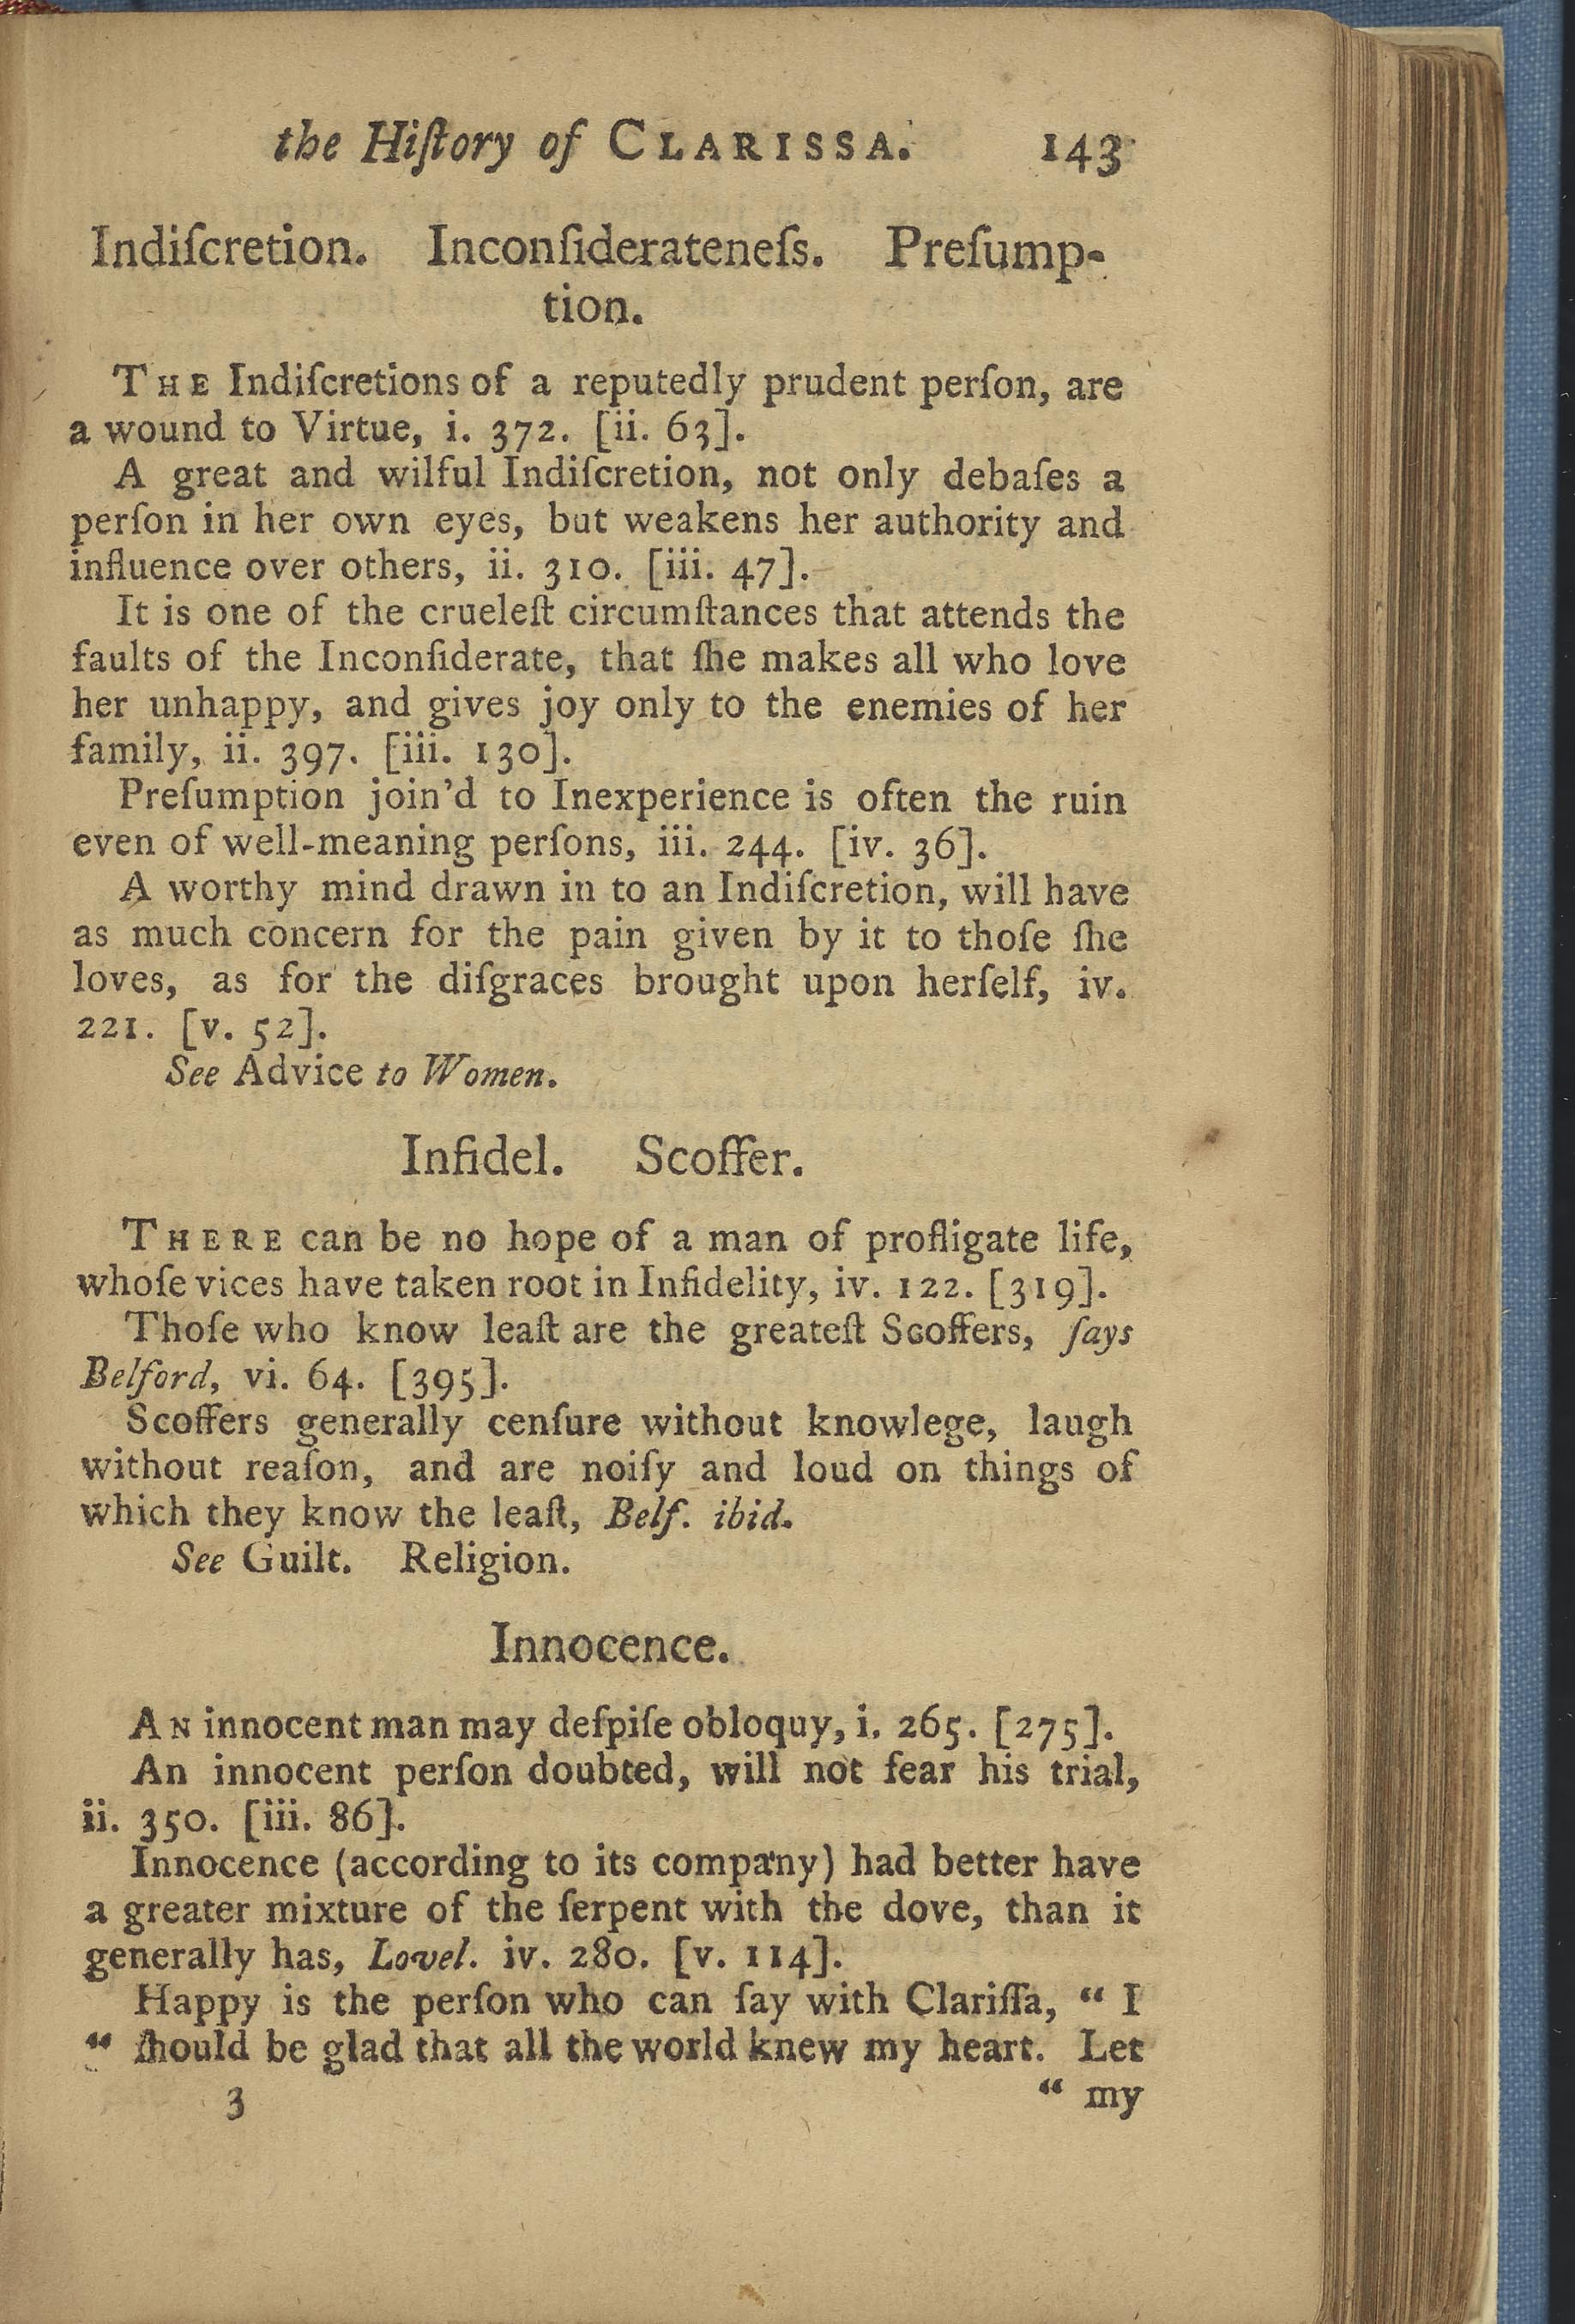 the Hiſtory of CLARISSA. 143
Indiſcretion. Inconſiderateneſs. Preſump-
tion.
THE Indiſcretions of a reputedly prudent perſon, are
a wound to Virtue, i. 372. [ii. 63].
A great and wilful Indiſcretion, not only debaſes a
perſon in her own eyes, but weakens her authority and
influence over others, ii. 310. [iii. 47].
It is one of the crueleſt circumſtances that attends the
faults of the Inconſiderate, that ſhe makes all who love
her unhappy, and gives joy only to the enemies of her
family, ii. 397. [iii. 130].
Preſumption join'd to Inexperience is often the ruin
even of well-meaning perſons, iii. 244. [iv. 36].
A worthy mind drawn in to an Indiſcretion, will have
as much concern for the pain given by it to thoſe ſhe
loves, as for the diſgraces brought upon herſelf, iv.
221. [v. 52].
See Advice to Women.
Infidel. Scoffer.
THERE can be no hope of a man of profligate life,
whoſe vices have taken root in Infidelity, iv. 122. [319].
Thoſe who know leaſt are the greateſt Scoffers, ſays
Belford, vi. 64. [395].
Scoffers generally cenſure without knowlege, laugh
without reaſon, and are noiſy and loud on things of
which they know the leaſt, Belf. ibid.
See Guilt. Religion.
Innocence.
AN innocent man may deſpiſe obloquy, i. 265. [275].
An innocent perſon doubted, will not fear his trial,
ii. 350. [iii. 86].
Innocence (according to its company) had better have
a greater mixture of the ſerpent with the dove, than it
generally has, Lovel. iv. 280. [v. 114].
Happy is the perſon who can ſay with Clariſſa, “ I
“ ſhould be glad that all the world knew my heart. Let
3 “ my